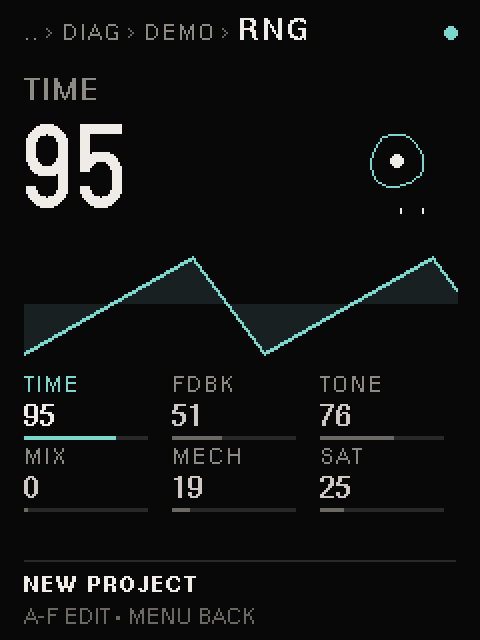 ..› DIAG › DEMO › RNG
TIME
95
TIME FDBK TONE
95 51 76
MIX MECH SAT
0 19 25
NEW PROJECT
A-F EDIT· MENU BACK